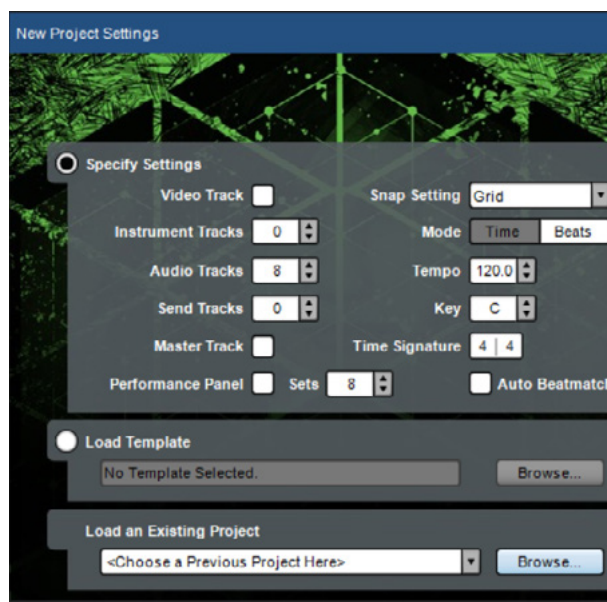 New Project Settings
Specify Settings
Video Track Snap Setting Grid
Instrument Tracks 0 Mode Time Beats
Audio Tracks 8 Tempo 120.0
Send Tracks 0 Key C
Master Track Time Signature 4 | 4
Performance Panel Sets 8 Auto Beatmatch
Load Template
No Template Selected. Browse...
Load an Existing Project
<Choose a Previous Project Here> Browse...